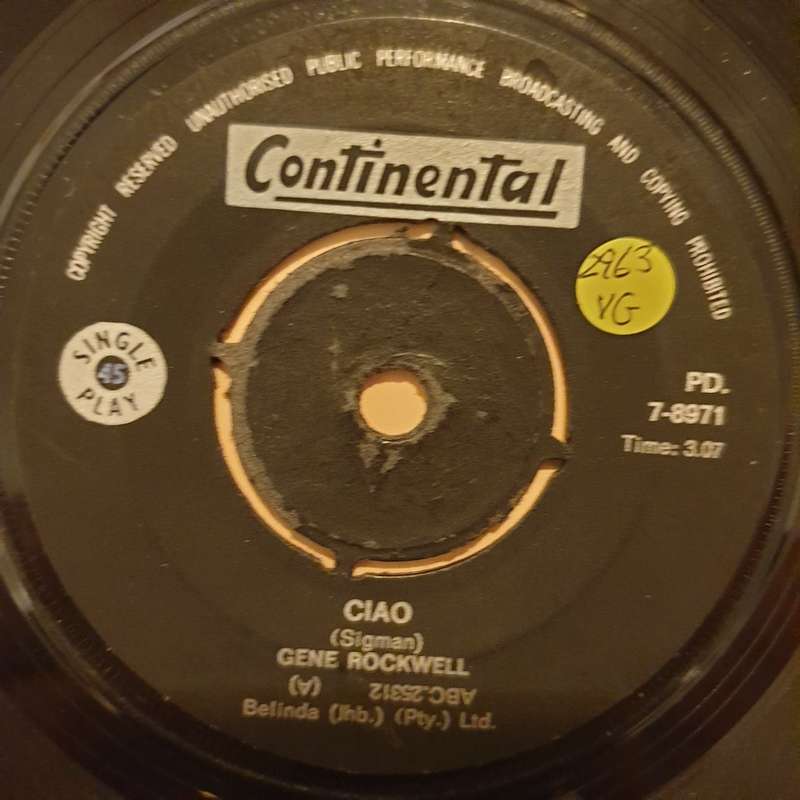 COPYRIGHT RESERVED UNAUTHORISED PUBLIC PERFORMANCE BROADCASTING AND COPYING PROHIBITED
Continental
2963
VG
SINGLE
45
PLAY
PD.
7-8971
Time: 3.07
CIAO
(Sigman)
GENE ROCKWELL
ABC.25312 (A)
Belinda (Jhb.) (Pty.) Ltd.